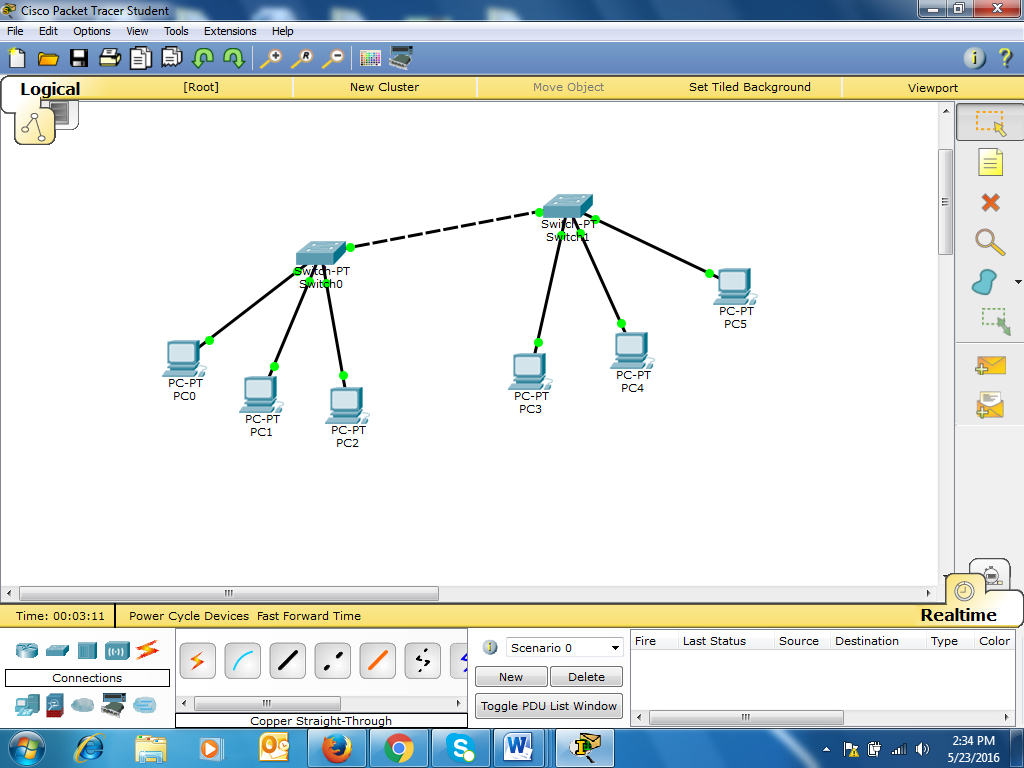 Cisco Packet Tracer Student
File Edit Options View Tools Extensions Help
Logical [Root] New Cluster Move Object Set Tiled Background Viewport
Switch-PT
Switch1
Switch-PT
Switch0
PC-PT
PC5
PC-PT
PC4
PC-PT
PC0
PC-PT
PC3
PC-PT
PC1
PC-PT
PC2
Time: 00:03:11 Power Cycle Devices Fast Forward Time Realtime
Connections
Copper Straight-Through
Scenario 0
New Delete
Toggle PDU List Window
Fire Last Status Source Destination Type Color
2:34 PM
5/23/2016